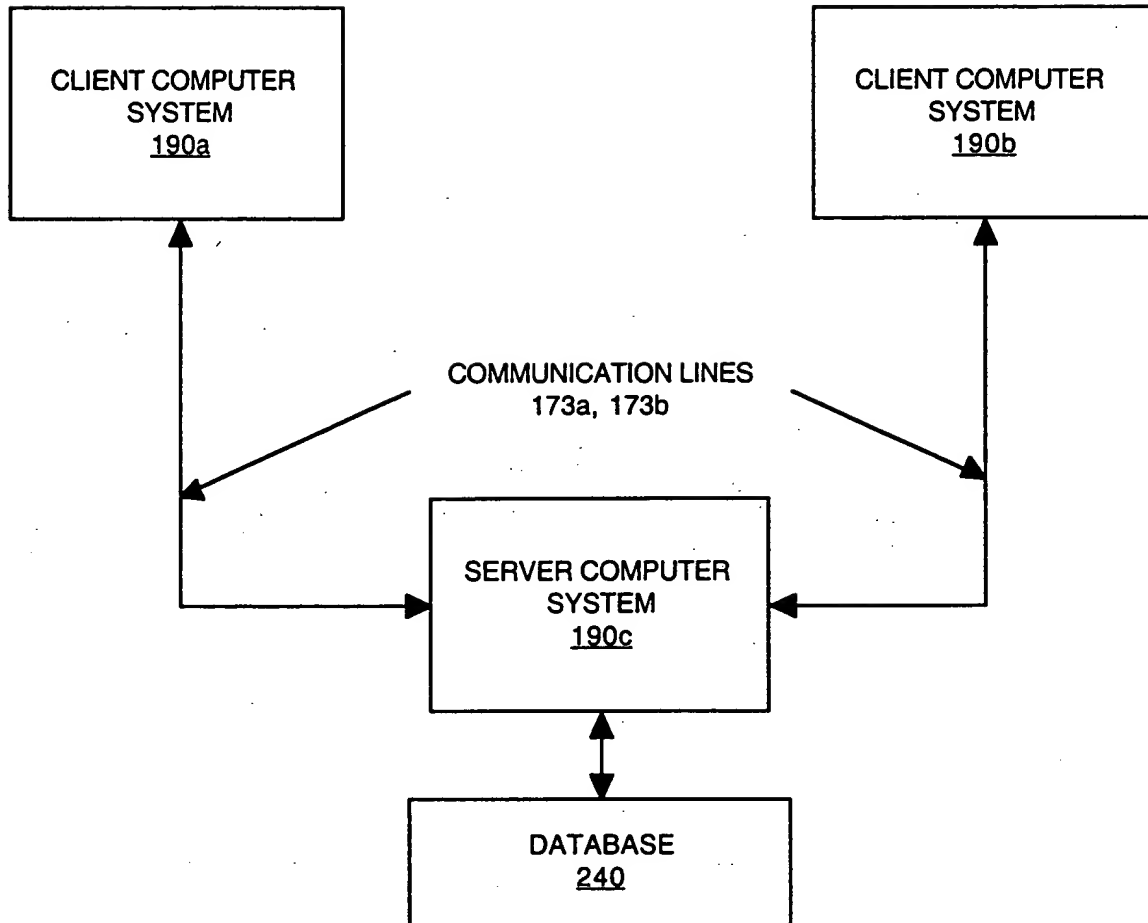 CLIENT COMPUTER
SYSTEM
190a
CLIENT COMPUTER
SYSTEM
190b
COMMUNICATION LINES
173a, 173b
SERVER COMPUTER
SYSTEM
190c
DATABASE
240